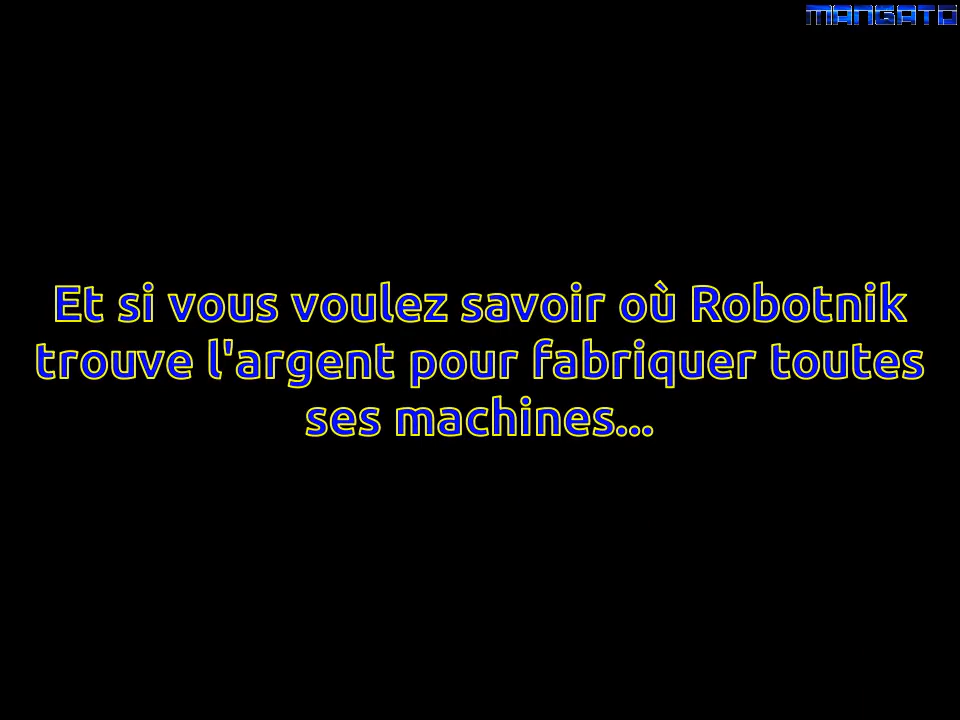 MANGATO
Et si vous voulez savoir où Robotnik
trouve l'argent pour fabriquer toutes
ses machines...